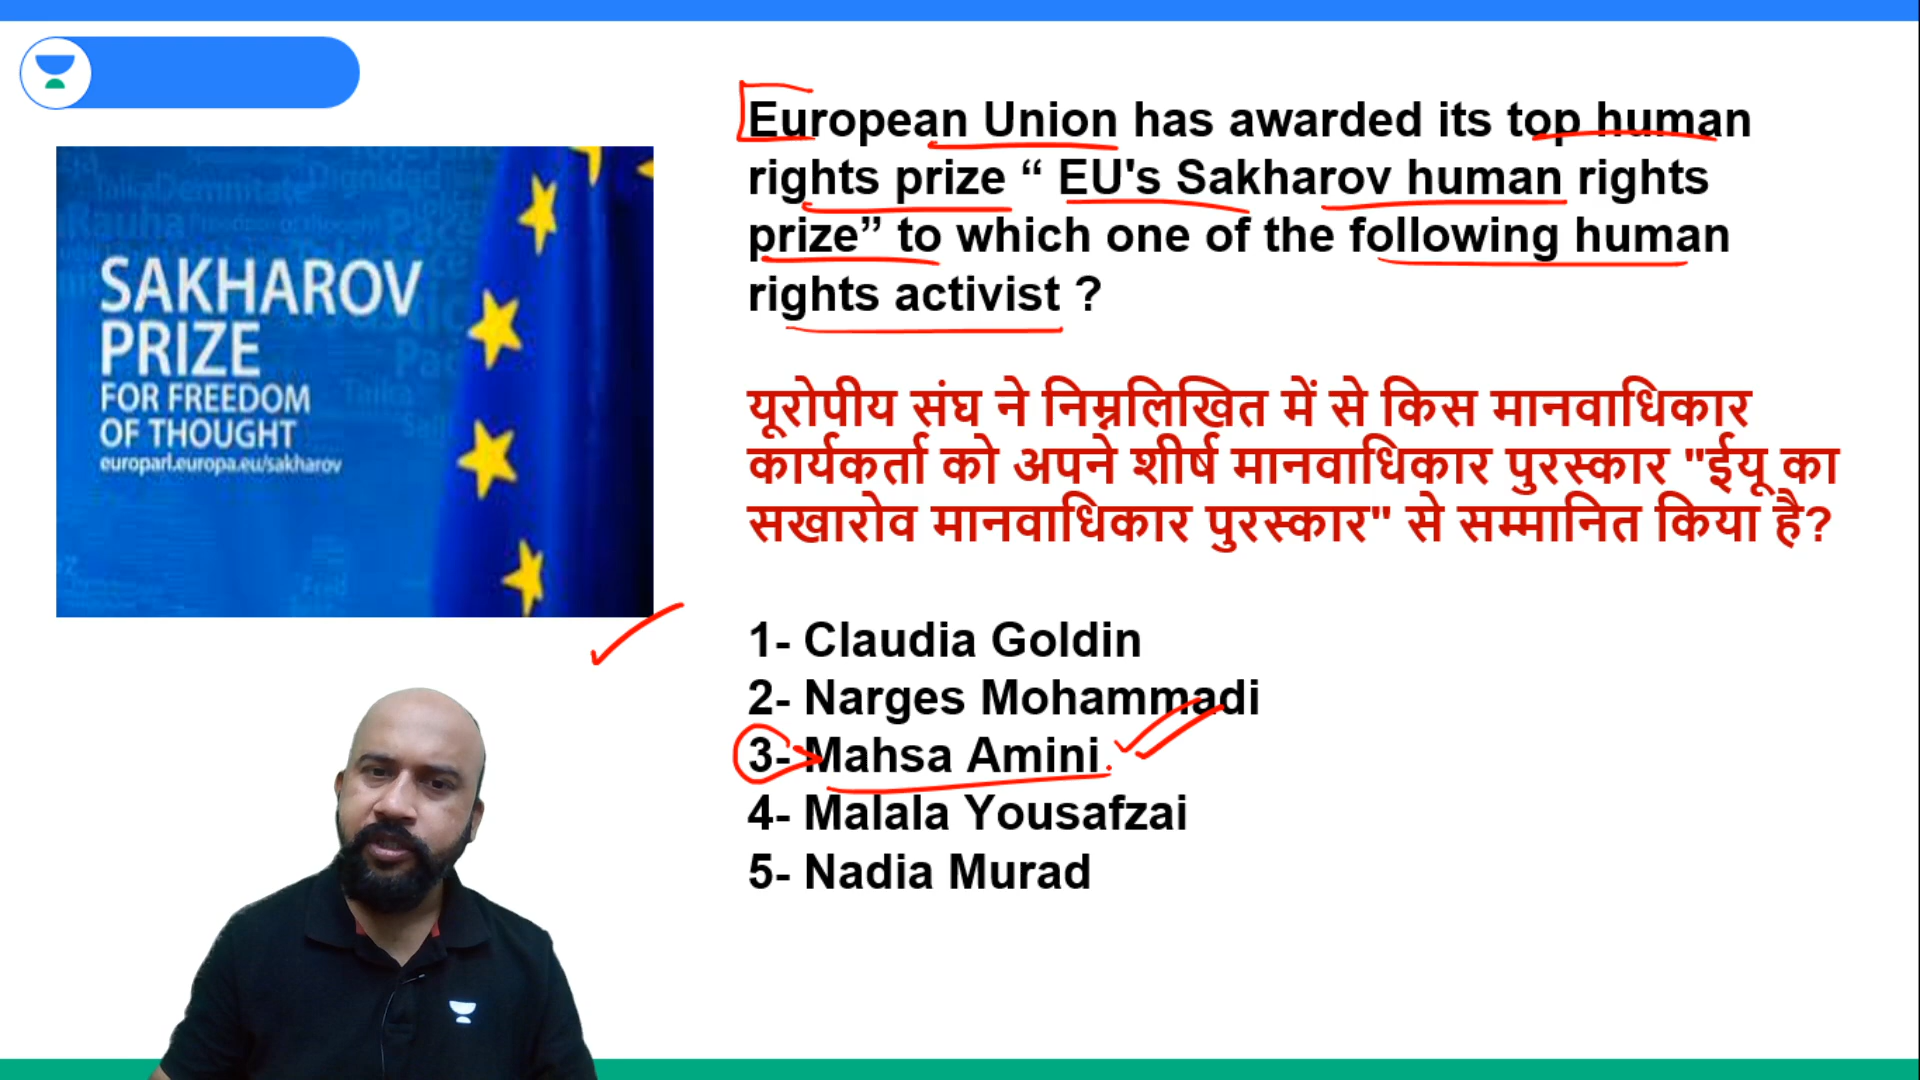 European Union has awarded its top human
rights prize “ EU's Sakharov human rights
prize” to which one of the following human
rights activist ?
यूरोपीय संघ ने निम्नलिखित में से किस मानवाधिकार
कार्यकर्ता को अपने शीर्ष मानवाधिकार पुरस्कार "ईयू का
सखारोव मानवाधिकार पुरस्कार" से सम्मानित किया है?
SAKHAROV
PRIZE
FOR FREEDOM
OF THOUGHT
europarl.europa.eu/sakharov
1- Claudia Goldin
2- Narges Mohammadi
3- Mahsa Amini
4- Malala Yousafzai
5- Nadia Murad